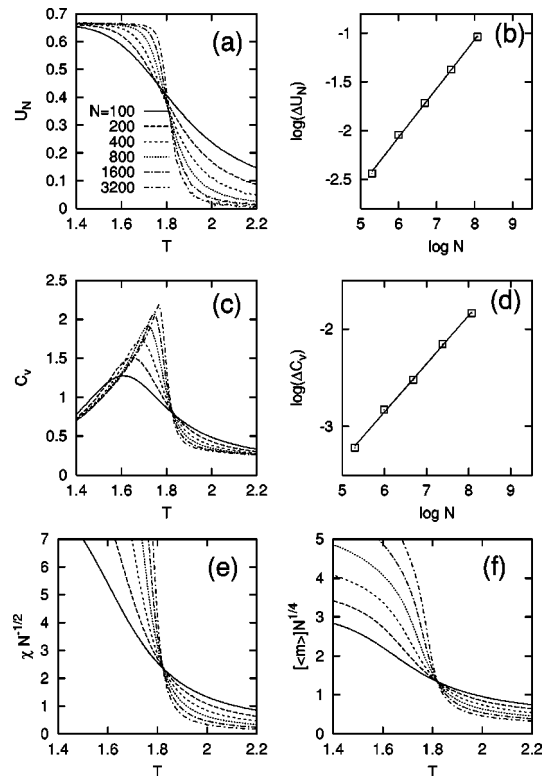 (a)
0.7
0.6
0.5
0.4
0.3
0.2
0.1
0
U_N
N=100
200
400
800
1600
3200
1.4 1.6 1.8 2 2.2
T
(b)
-1
-1.5
-2
-2.5
log(ΔU_N)
5 6 7 8 9
log N
(c)
2.5
2
1.5
1
0.5
0
C_v
1.4 1.6 1.8 2 2.2
T
(d)
-2
-3
log(ΔC_v)
5 6 7 8 9
log N
(e)
7
6
5
4
3
2
1
0
χ N^{-1/2}
1.4 1.6 1.8 2 2.2
T
(f)
5
4
3
2
1
0
[<m>]N^{1/4}
1.4 1.6 1.8 2 2.2
T